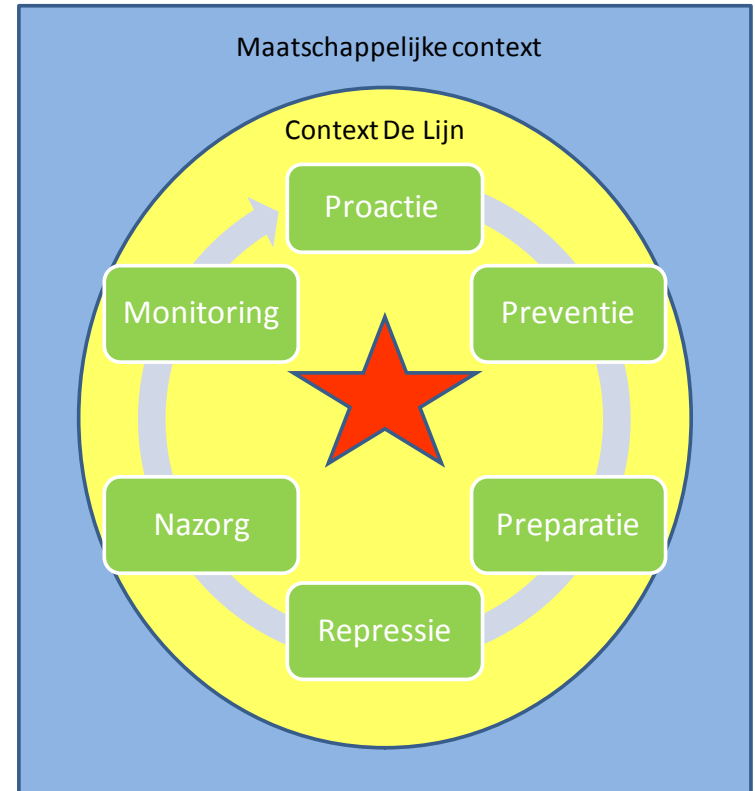 Maatschappelijke context
Context De Lijn
Proactie
Monitoring
Preventie
Nazorg
Preparatie
Repressie